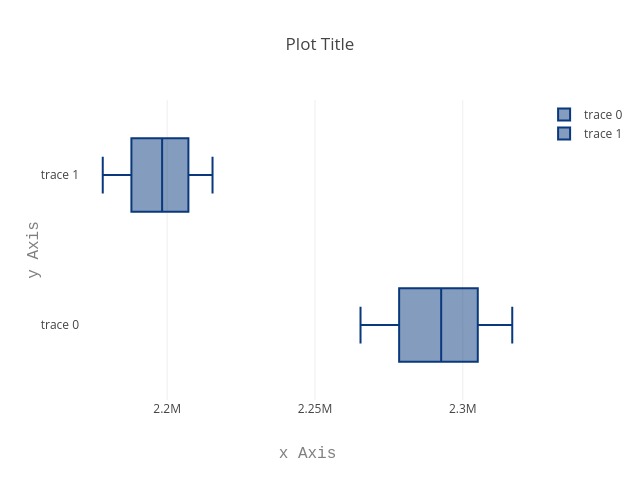 Plot Title
trace 0
trace 1
trace 1
trace 0
y Axis
2.2M
2.25M
2.3M
x Axis